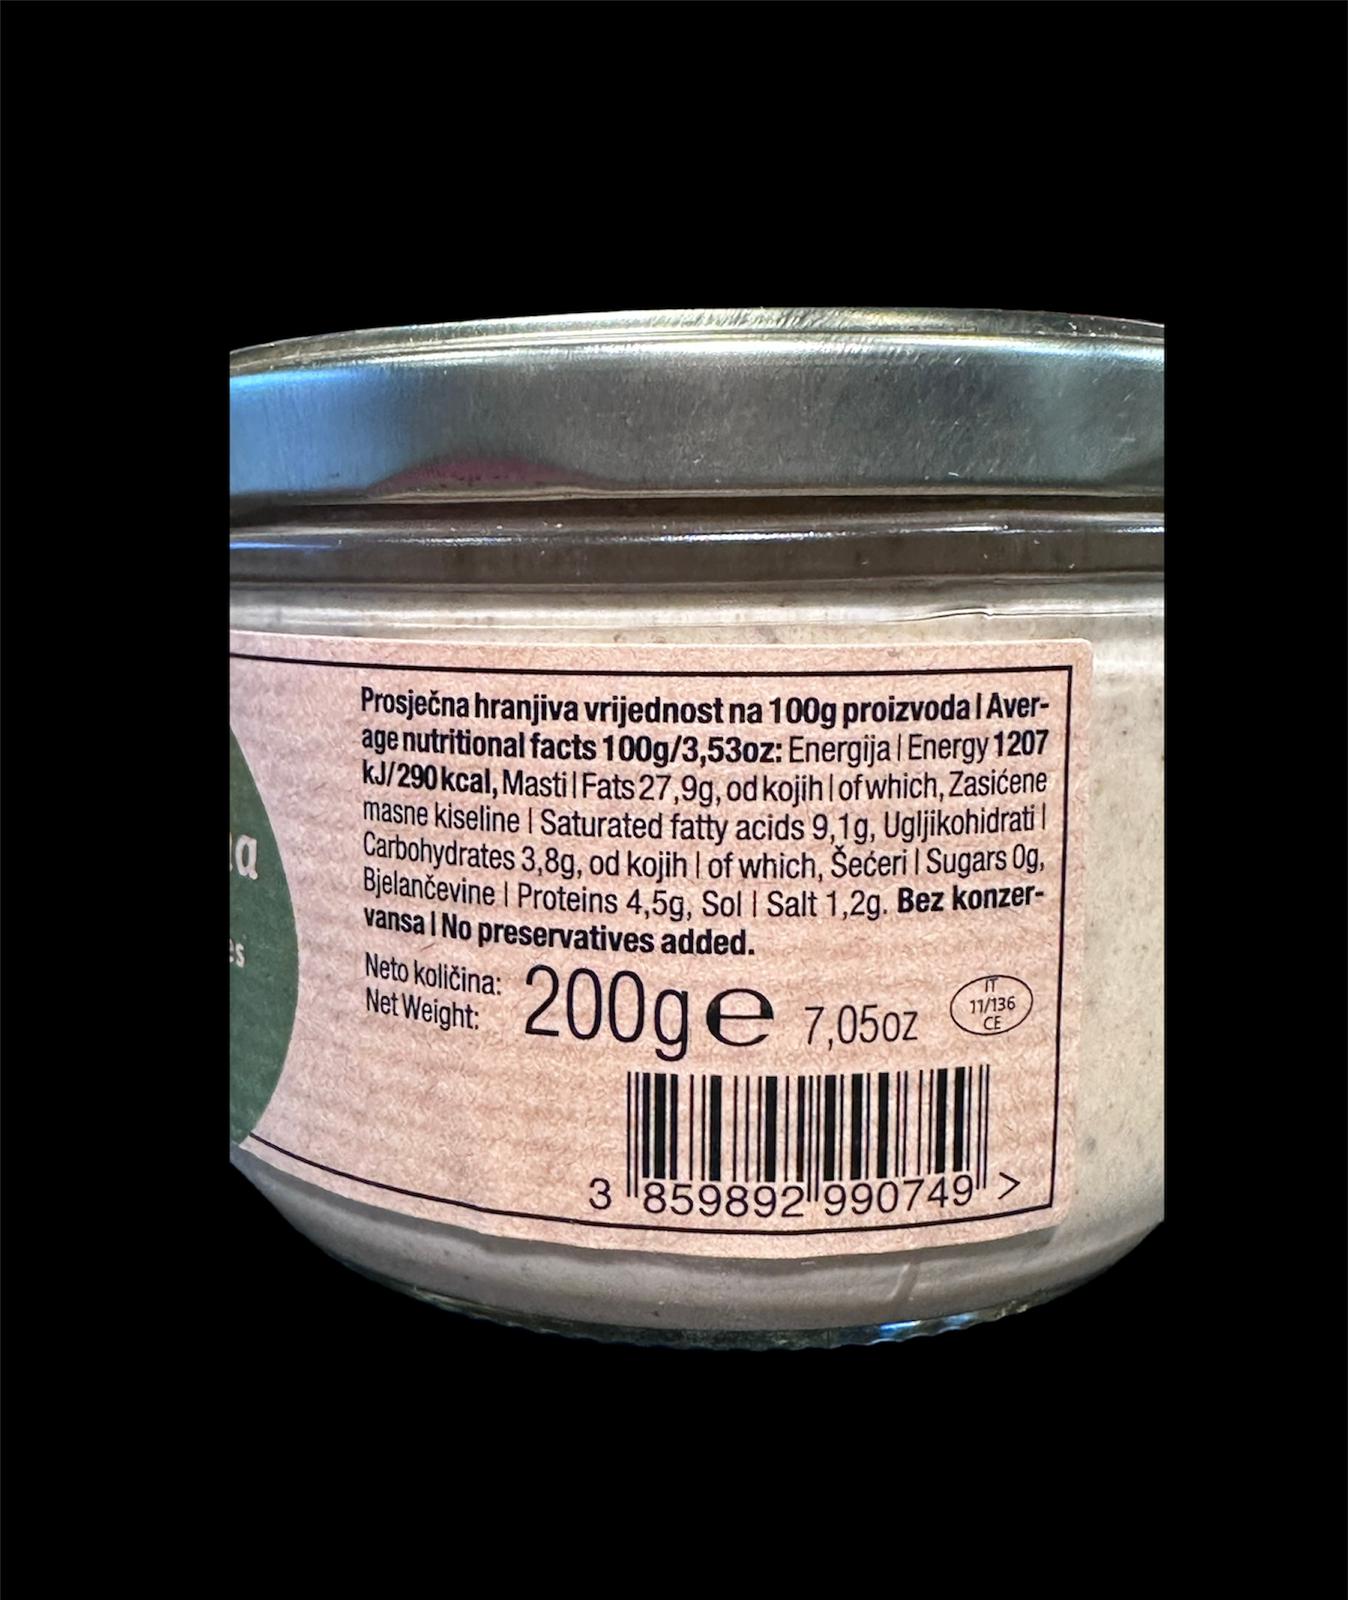 a
es
Prosječna hranjiva vrijednost na 100g proizvoda | Aver-
age nutritional facts 100g/3,53oz: Energija | Energy 1207
kJ/290 kcal, Masti | Fats 27,9g, od kojih | of which, Zasićene
masne kiseline | Saturated fatty acids 9,1g, Ugljikohidrati |
Carbohydrates 3,8g, od kojih | of which, Šećeri | Sugars 0g,
Bjelančevine | Proteins 4,5g, Sol | Salt 1,2g. Bez konzer-
vansa | No preservatives added.
Neto količina:
Net Weight:
200g e 7,05oz
IT
11/136
CE
3 859892 990749 >